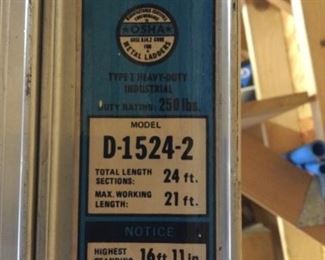 OSHA
METAL LADDERS
TYPE I HEAVY-DUTY
INDUSTRIAL
DUTY RATING: 250 lbs.
MODEL
D-1524-2
TOTAL LENGTH
SECTIONS: 24 ft.
MAX. WORKING
LENGTH: 21 ft.
NOTICE
HIGHEST
16 ft 11 in